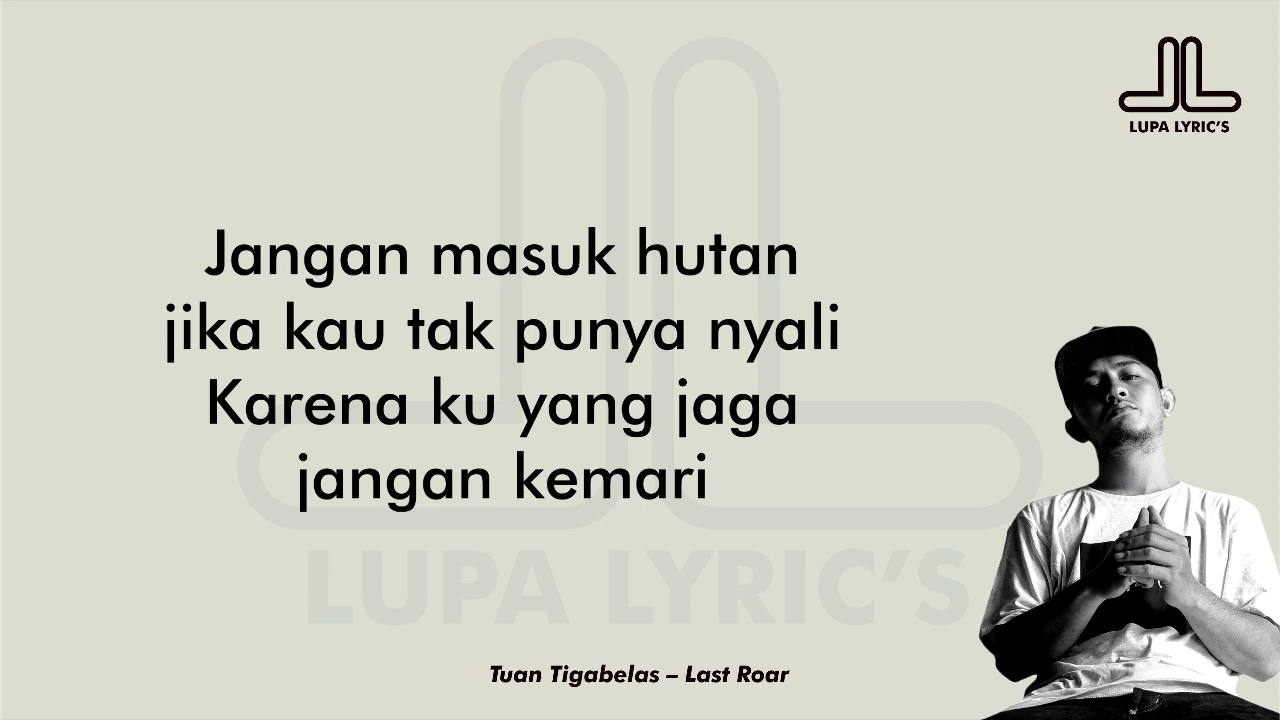 LUPA LYRIC'S
Jangan masuk hutan
jika kau tak punya nyali
Karena ku yang jaga
jangan kemari
LUPA LYRIC'S
Tuan Tigabelas – Last Roar